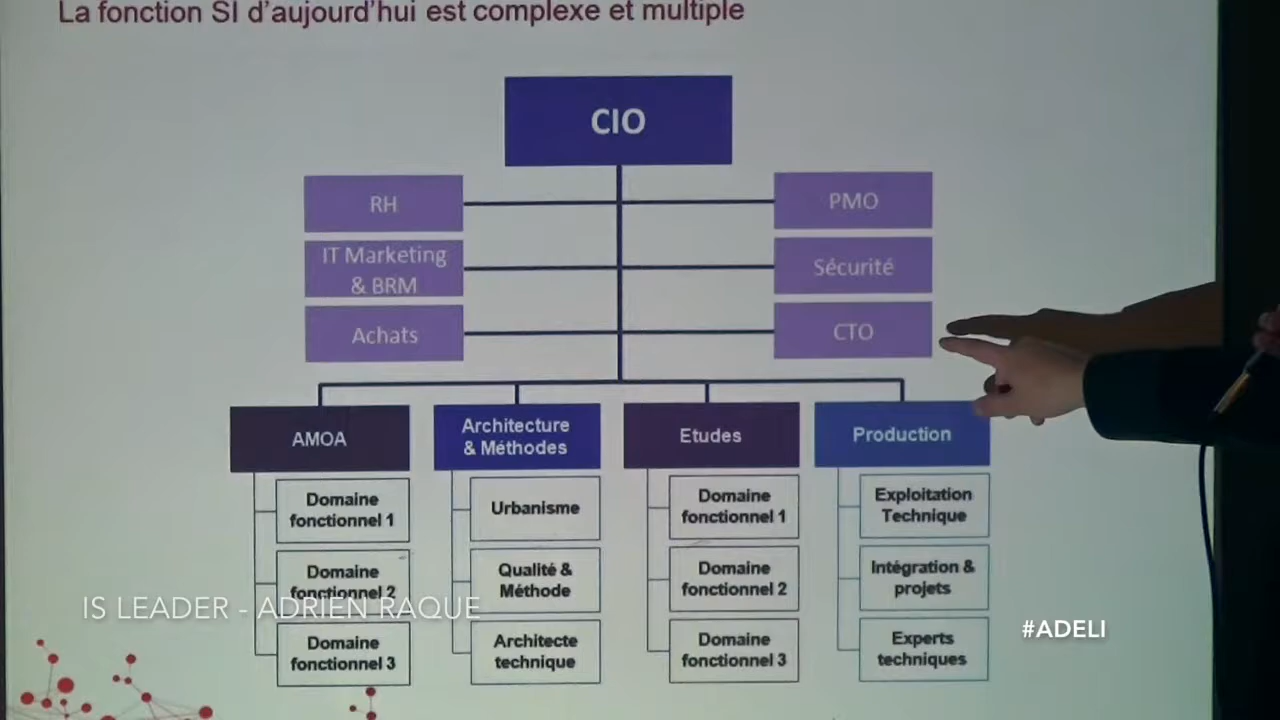 La fonction SI d'aujourd'hui est complexe et multiple
CIO
RH
PMO
IT Marketing
& BRM
Sécurité
Achats
CTO
AMOA
Architecture
& Méthodes
Etudes
Production
Domaine
fonctionnel 1
Urbanisme
Domaine
fonctionnel 1
Exploitation
Technique
Domaine
fonctionnel 2
Qualité &
Méthode
Domaine
fonctionnel 2
Intégration &
projets
IS LEADER - ADRIEN RAQUE
#ADELI
Domaine
fonctionnel 3
Architecte
technique
Domaine
fonctionnel 3
Experts
techniques